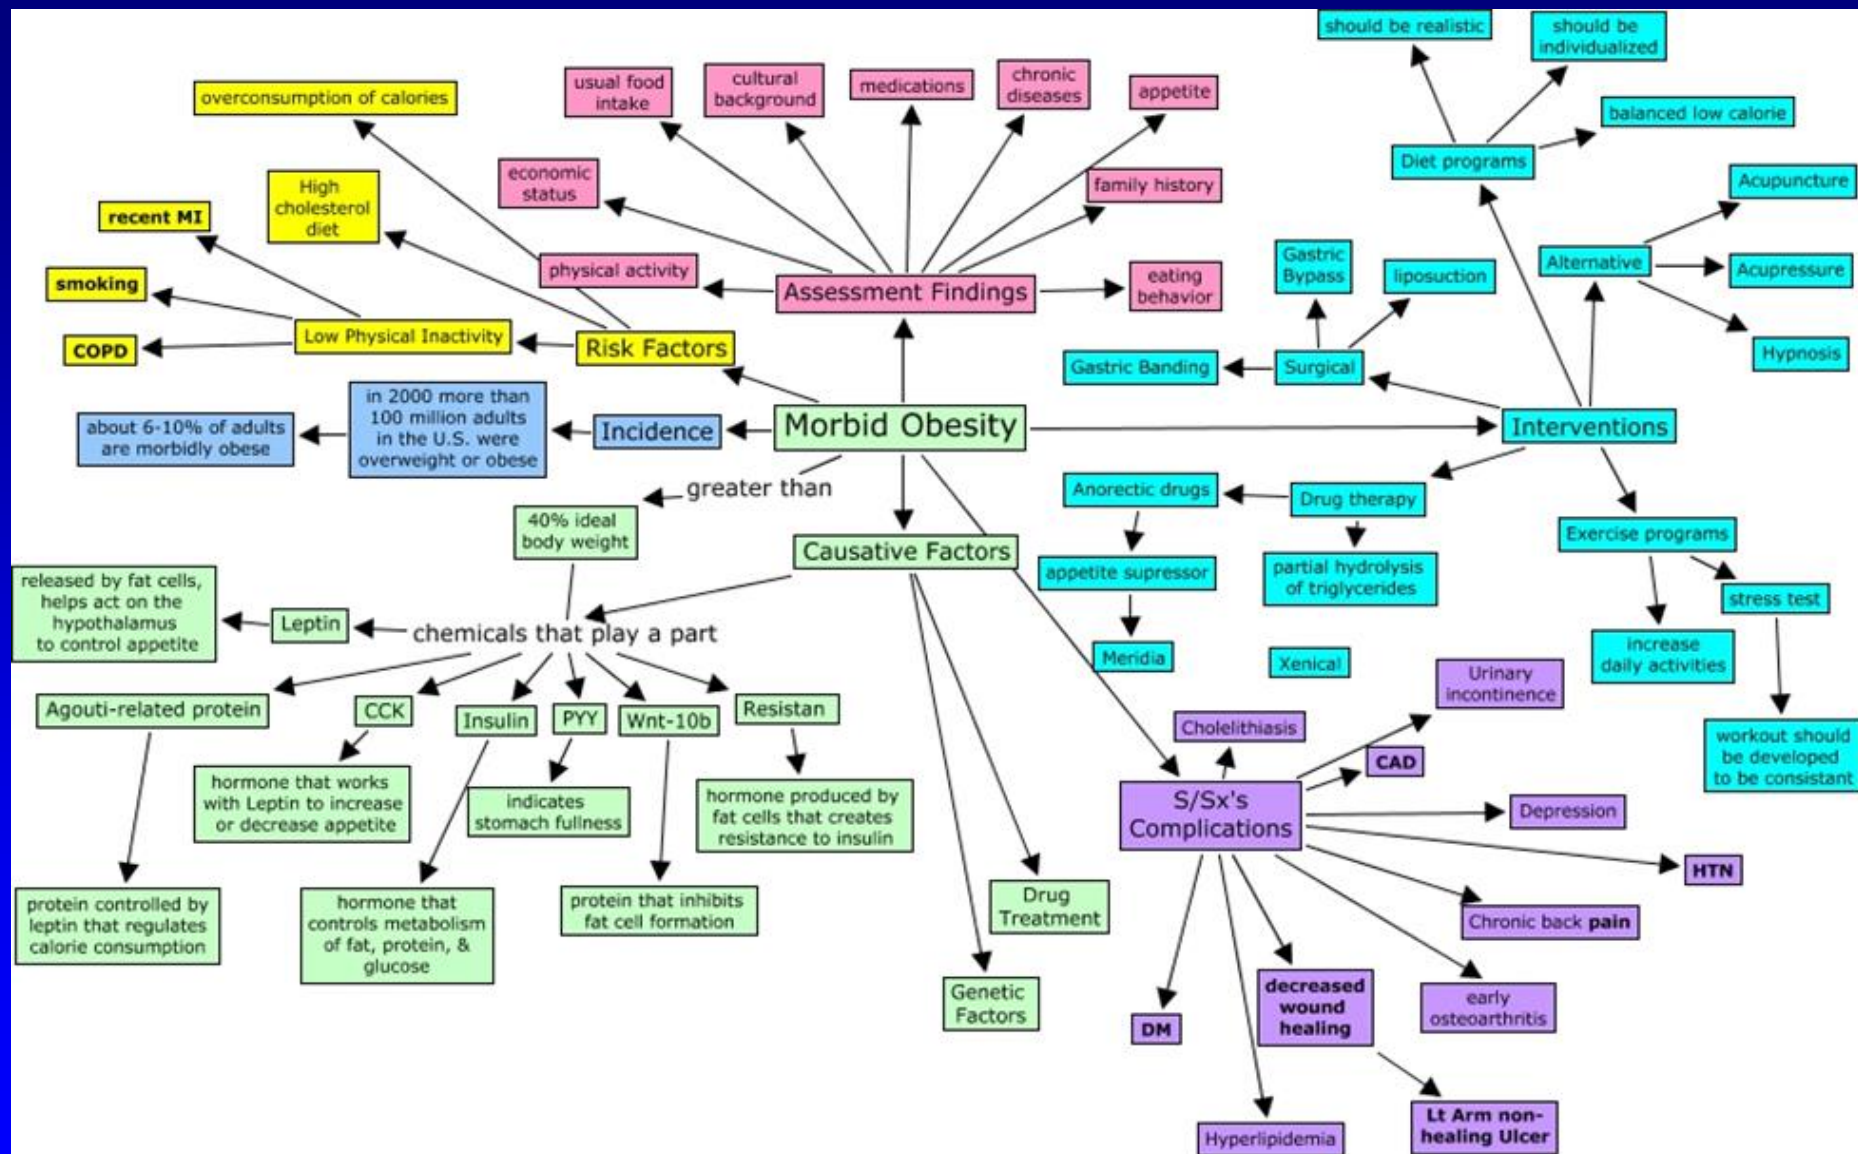 should be realistic
should be
individualized
balanced low calorie
Diet programs
overconsumption of calories
usual food
intake
cultural
background
medications
chronic
diseases
appetite
economic
status
family history
High
cholesterol
diet
recent MI
smoking
COPD
physical activity
Assessment Findings
eating
behavior
Low Physical Inactivity
Risk Factors
Acupuncture
Alternative
Acupressure
Hypnosis
Gastric
Bypass
liposuction
Gastric Banding
Surgical
about 6-10% of adults
are morbidly obese
in 2000 more than
100 million adults
in the U.S. were
overweight or obese
Incidence
Morbid Obesity
Interventions
greater than
40% ideal
body weight
Causative Factors
Anorectic drugs
Drug therapy
Exercise programs
appetite supressor
partial hydrolysis
of triglycerides
stress test
Meridia
Xenical
increase
daily activities
workout should
be developed
to be consistant
released by fat cells,
helps act on the
hypothalamus
to control appetite
Leptin
chemicals that play a part
Agouti-related protein
CCK
Insulin
PYY
Wnt-10b
Resistan
hormone that works
with Leptin to increase
or decrease appetite
indicates
stomach fullness
hormone produced by
fat cells that creates
resistance to insulin
protein controlled by
leptin that regulates
calorie consumption
hormone that
controls metabolism
of fat, protein, &
glucose
protein that inhibits
fat cell formation
Drug
Treatment
Genetic
Factors
Urinary
incontinence
Cholelithiasis
CAD
S/Sx's
Complications
Depression
HTN
Chronic back pain
early
osteoarthritis
decreased
wound
healing
DM
Lt Arm non-
healing Ulcer
Hyperlipidemia